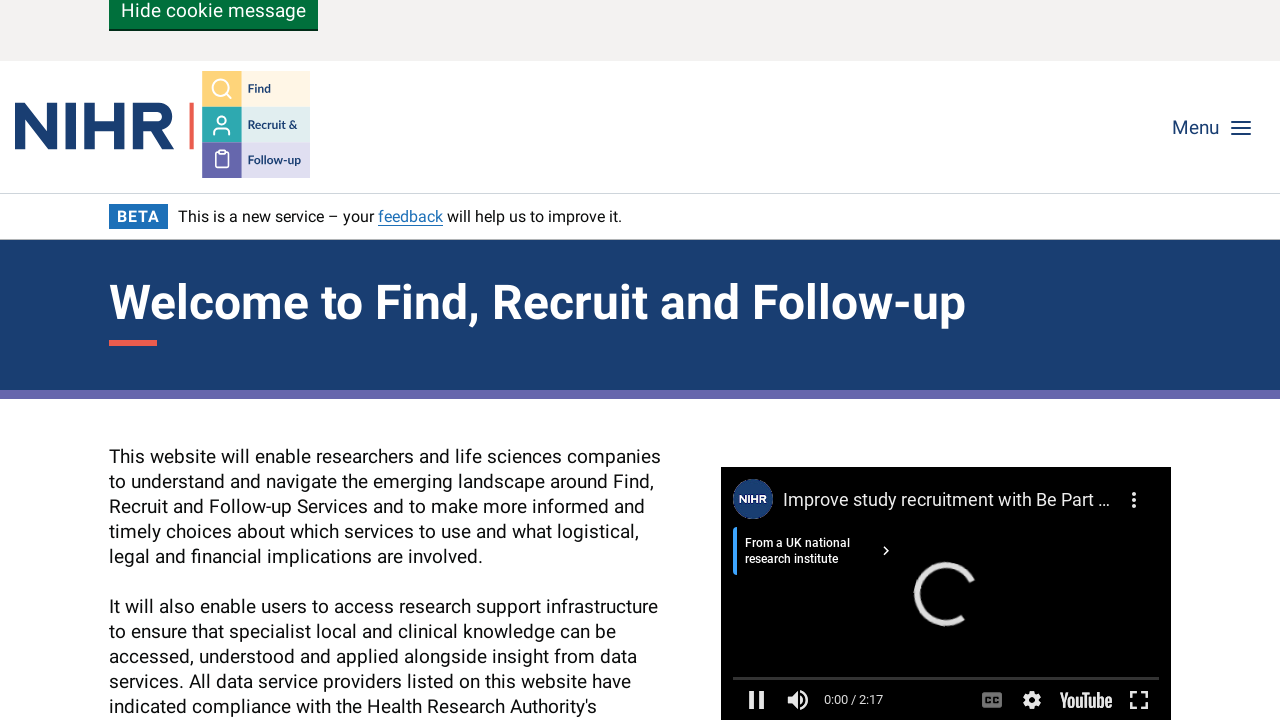 Hide cookie message
NIHR
Find
Recruit &
Follow-up
Menu
BETA This is a new service – your feedback will help us to improve it.
Welcome to Find, Recruit and Follow-up
This website will enable researchers and life sciences companies
to understand and navigate the emerging landscape around Find,
Recruit and Follow-up Services and to make more informed and
timely choices about which services to use and what logistical,
legal and financial implications are involved.
It will also enable users to access research support infrastructure
to ensure that specialist local and clinical knowledge can be
accessed, understood and applied alongside insight from data
services. All data service providers listed on this website have
indicated compliance with the Health Research Authority's
NIHR
Improve study recruitment with Be Part ...
From a UK national
research institute
0:00 / 2:17
CC
YouTube